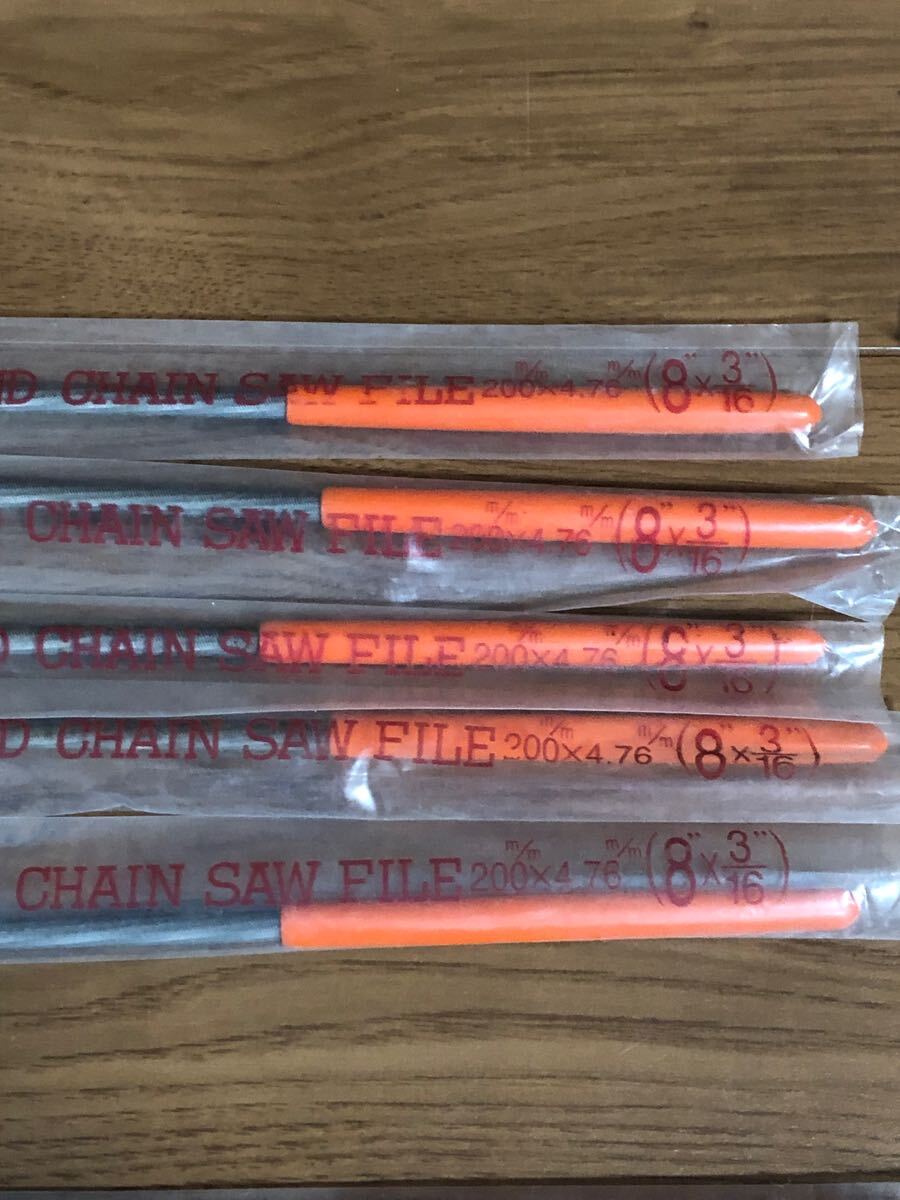 ND CHAIN SAW FILE 200m/m×4.76m/m (8"×3/16")
D CHAIN SAW FILE 200m/m×4.76m/m (8"×3/16")
D CHAIN SAW FILE 200m/m×4.76m/m (8"×3/16")
ND CHAIN SAW FILE 200m/m×4.76m/m (8"×3/16")
CHAIN SAW FILE 200m/m×4.76m/m (8"×3/16")